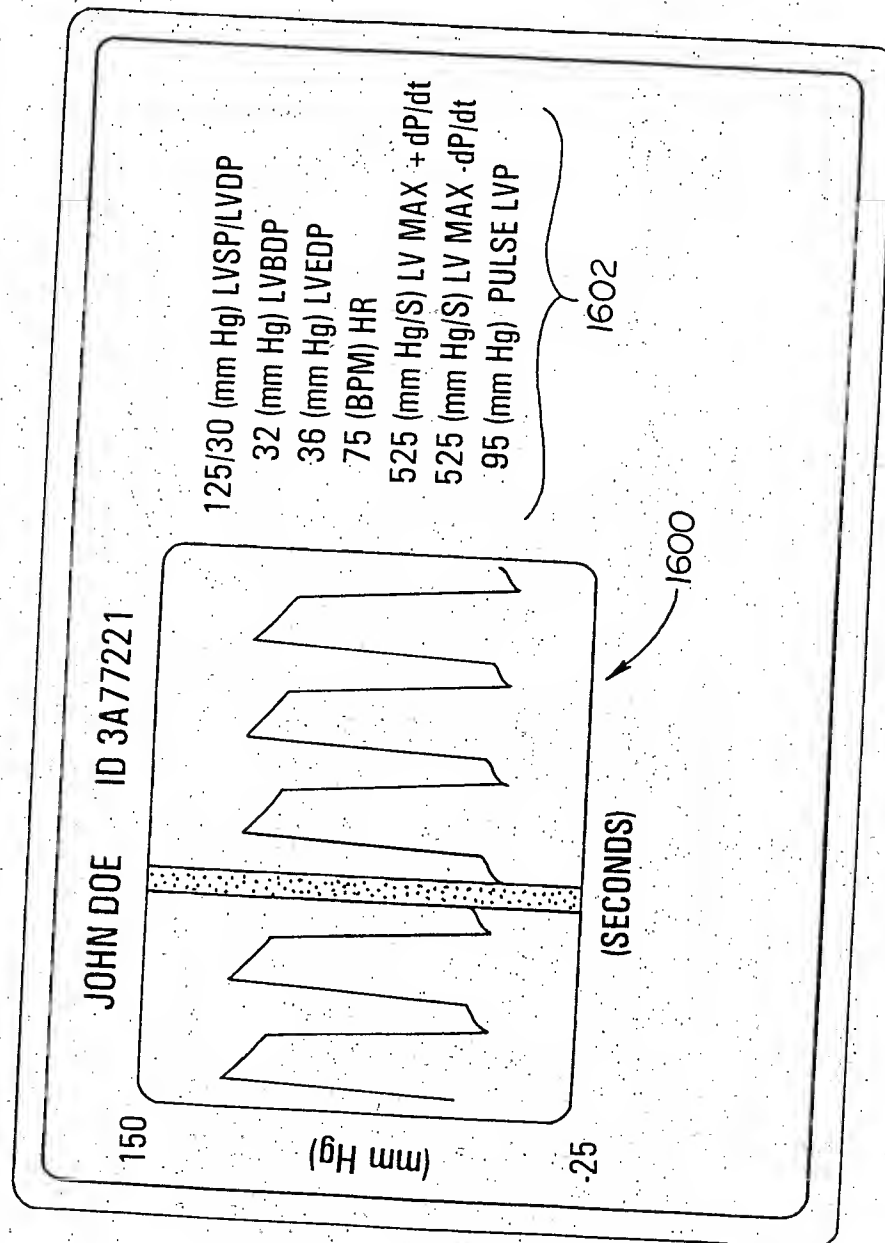 JOHN DOE ID 3A77221
150
(mm Hg)
-25
(SECONDS)
1600
125/30 (mm Hg) LVSP/LVDP
32 (mm Hg) LVBDP
36 (mm Hg) LVEDP
75 (BPM) HR
525 (mm Hg/S) LV MAX +dP/dt
525 (mm Hg/S) LV MAX -dP/dt
95 (mm Hg) PULSE LVP
1602